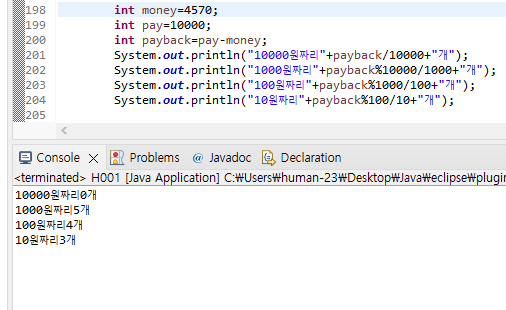 198 int money=4570;
199 int pay=10000;
200 int payback=pay-money;
201 System.out.println("10000원짜리"+payback/10000+"개");
202 System.out.println("1000원짜리"+payback%10000/1000+"개");
203 System.out.println("100원짜리"+payback%1000/100+"개");
204 System.out.println("10원짜리"+payback%100/10+"개");
205
Console Problems @ Javadoc Declaration
<terminated> H001 [Java Application] C:₩Users₩human-23₩Desktop₩Java₩eclipse₩plugin
10000원짜리0개
1000원짜리5개
100원짜리4개
10원짜리3개